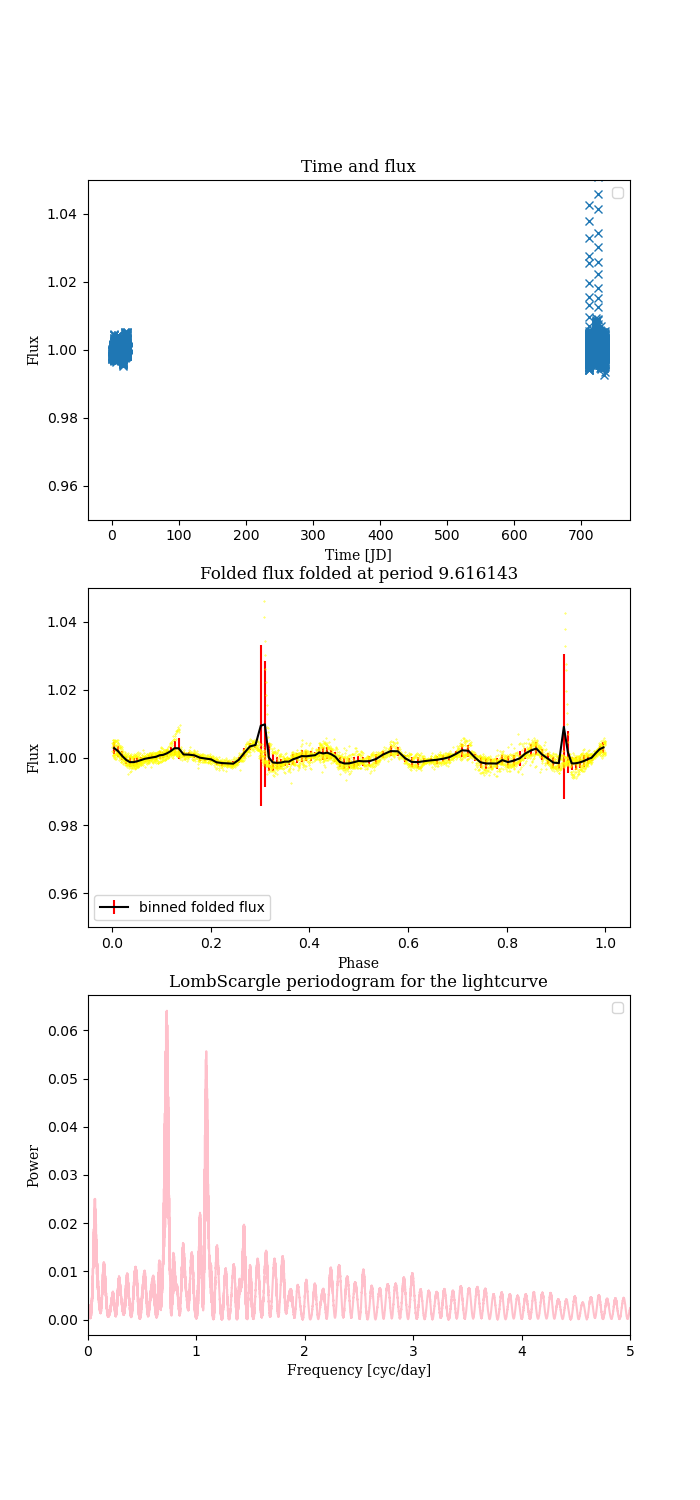 Time and flux
1.04
1.02
1.00
0.98
0.96
Flux
0 100 200 300 400 500 600 700
Time [JD]
Folded flux folded at period 9.616143
1.04
1.02
1.00
0.98
0.96
Flux
binned folded flux
0.0 0.2 0.4 0.6 0.8 1.0
Phase
LombScargle periodogram for the lightcurve
0.06
0.05
0.04
0.03
0.02
0.01
0.00
Power
0 1 2 3 4 5
Frequency [cyc/day]